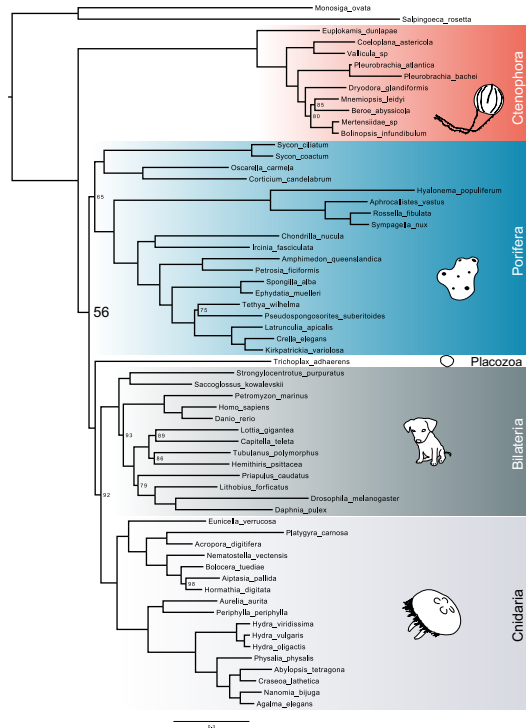 Monosiga_ovata
Salpingoeca_rosetta
Euplokamis_dunlapae
Coeloplana_astericola
Vallicula_sp
Pleurobrachia_atlantica
Pleurobrachia_bachei
Dryodora_glandiformis
Mnemiopsis_leidyi
85
Beroe_abyssicola
80
Mertensiidae_sp
Bolinopsis_infundibulum
Ctenophora
Sycon_ciliatum
Sycon_coactum
Oscarella_carmela
Corticium_candelabrum
65
Hyalonema_populiferum
Aphrocallistes_vastus
Rossella_fibulata
Sympagella_nux
Chondrilla_nucula
Ircinia_fasciculata
Amphimedon_queenslandica
Petrosia_ficiformis
Spongilla_alba
Ephydatia_muelleri
Tethya_wilhelma
75
Pseudospongosorites_suberitoides
56
Latrunculia_apicalis
Crella_elegans
Kirkpatrickia_variolosa
Porifera
Trichoplax_adhaerens
Placozoa
Strongylocentrotus_purpuratus
Saccoglossus_kowalevskii
Petromyzon_marinus
Homo_sapiens
Danio_rerio
Lottia_gigantea
93
89
Capitella_teleta
Tubulanus_polymorphus
96
Hemithiris_psittacea
Priapulus_caudatus
79
Lithobius_forficatus
92
Drosophila_melanogaster
Daphnia_pulex
Bilateria
Eunicella_verrucosa
Platygyra_carnosa
Acropora_digitifera
Nematostella_vectensis
Bolocera_tuediae
Aiptasia_pallida
98
Hormathia_digitata
Aurelia_aurita
Periphylla_periphylla
Hydra_viridissima
Hydra_vulgaris
Hydra_oligactis
Physalia_physalis
Abylopsis_tetragona
Craseoa_lathetica
Nanomia_bijuga
Agalma_elegans
Cnidaria